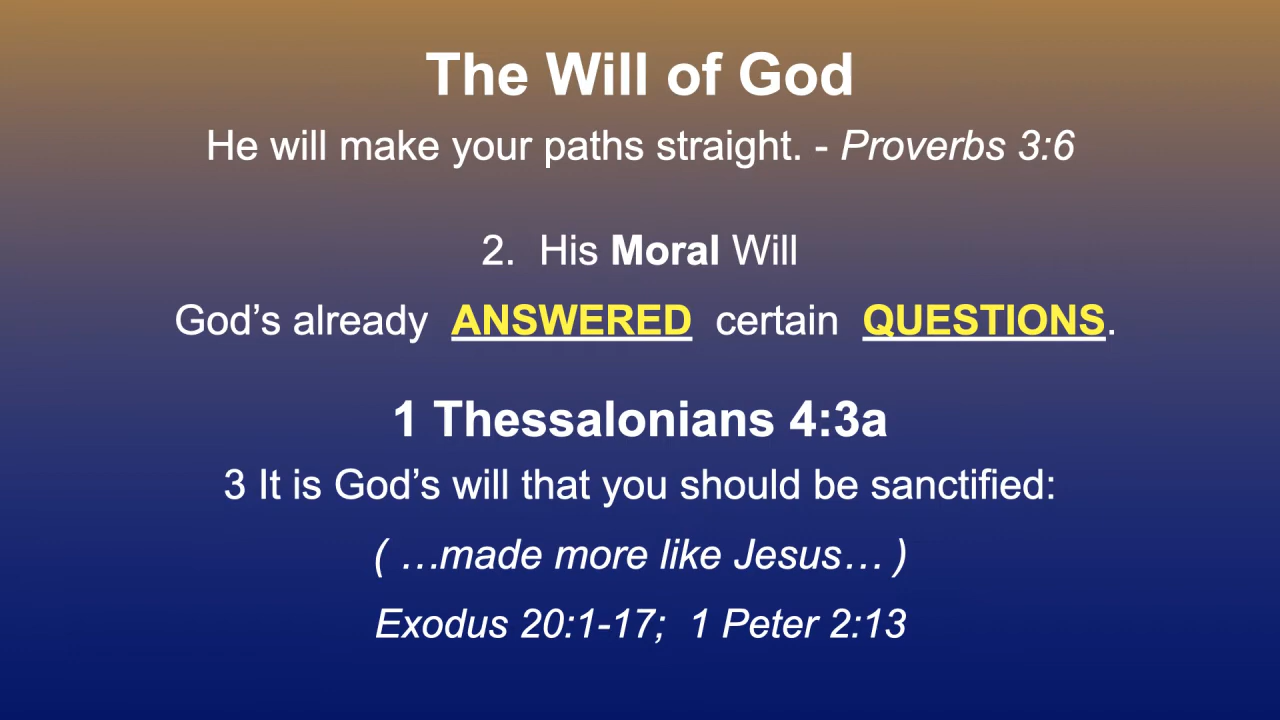 The Will of God
He will make your paths straight. - Proverbs 3:6
2. His Moral Will
God’s already ANSWERED certain QUESTIONS.
1 Thessalonians 4:3a
3 It is God’s will that you should be sanctified:
( …made more like Jesus… )
Exodus 20:1-17; 1 Peter 2:13